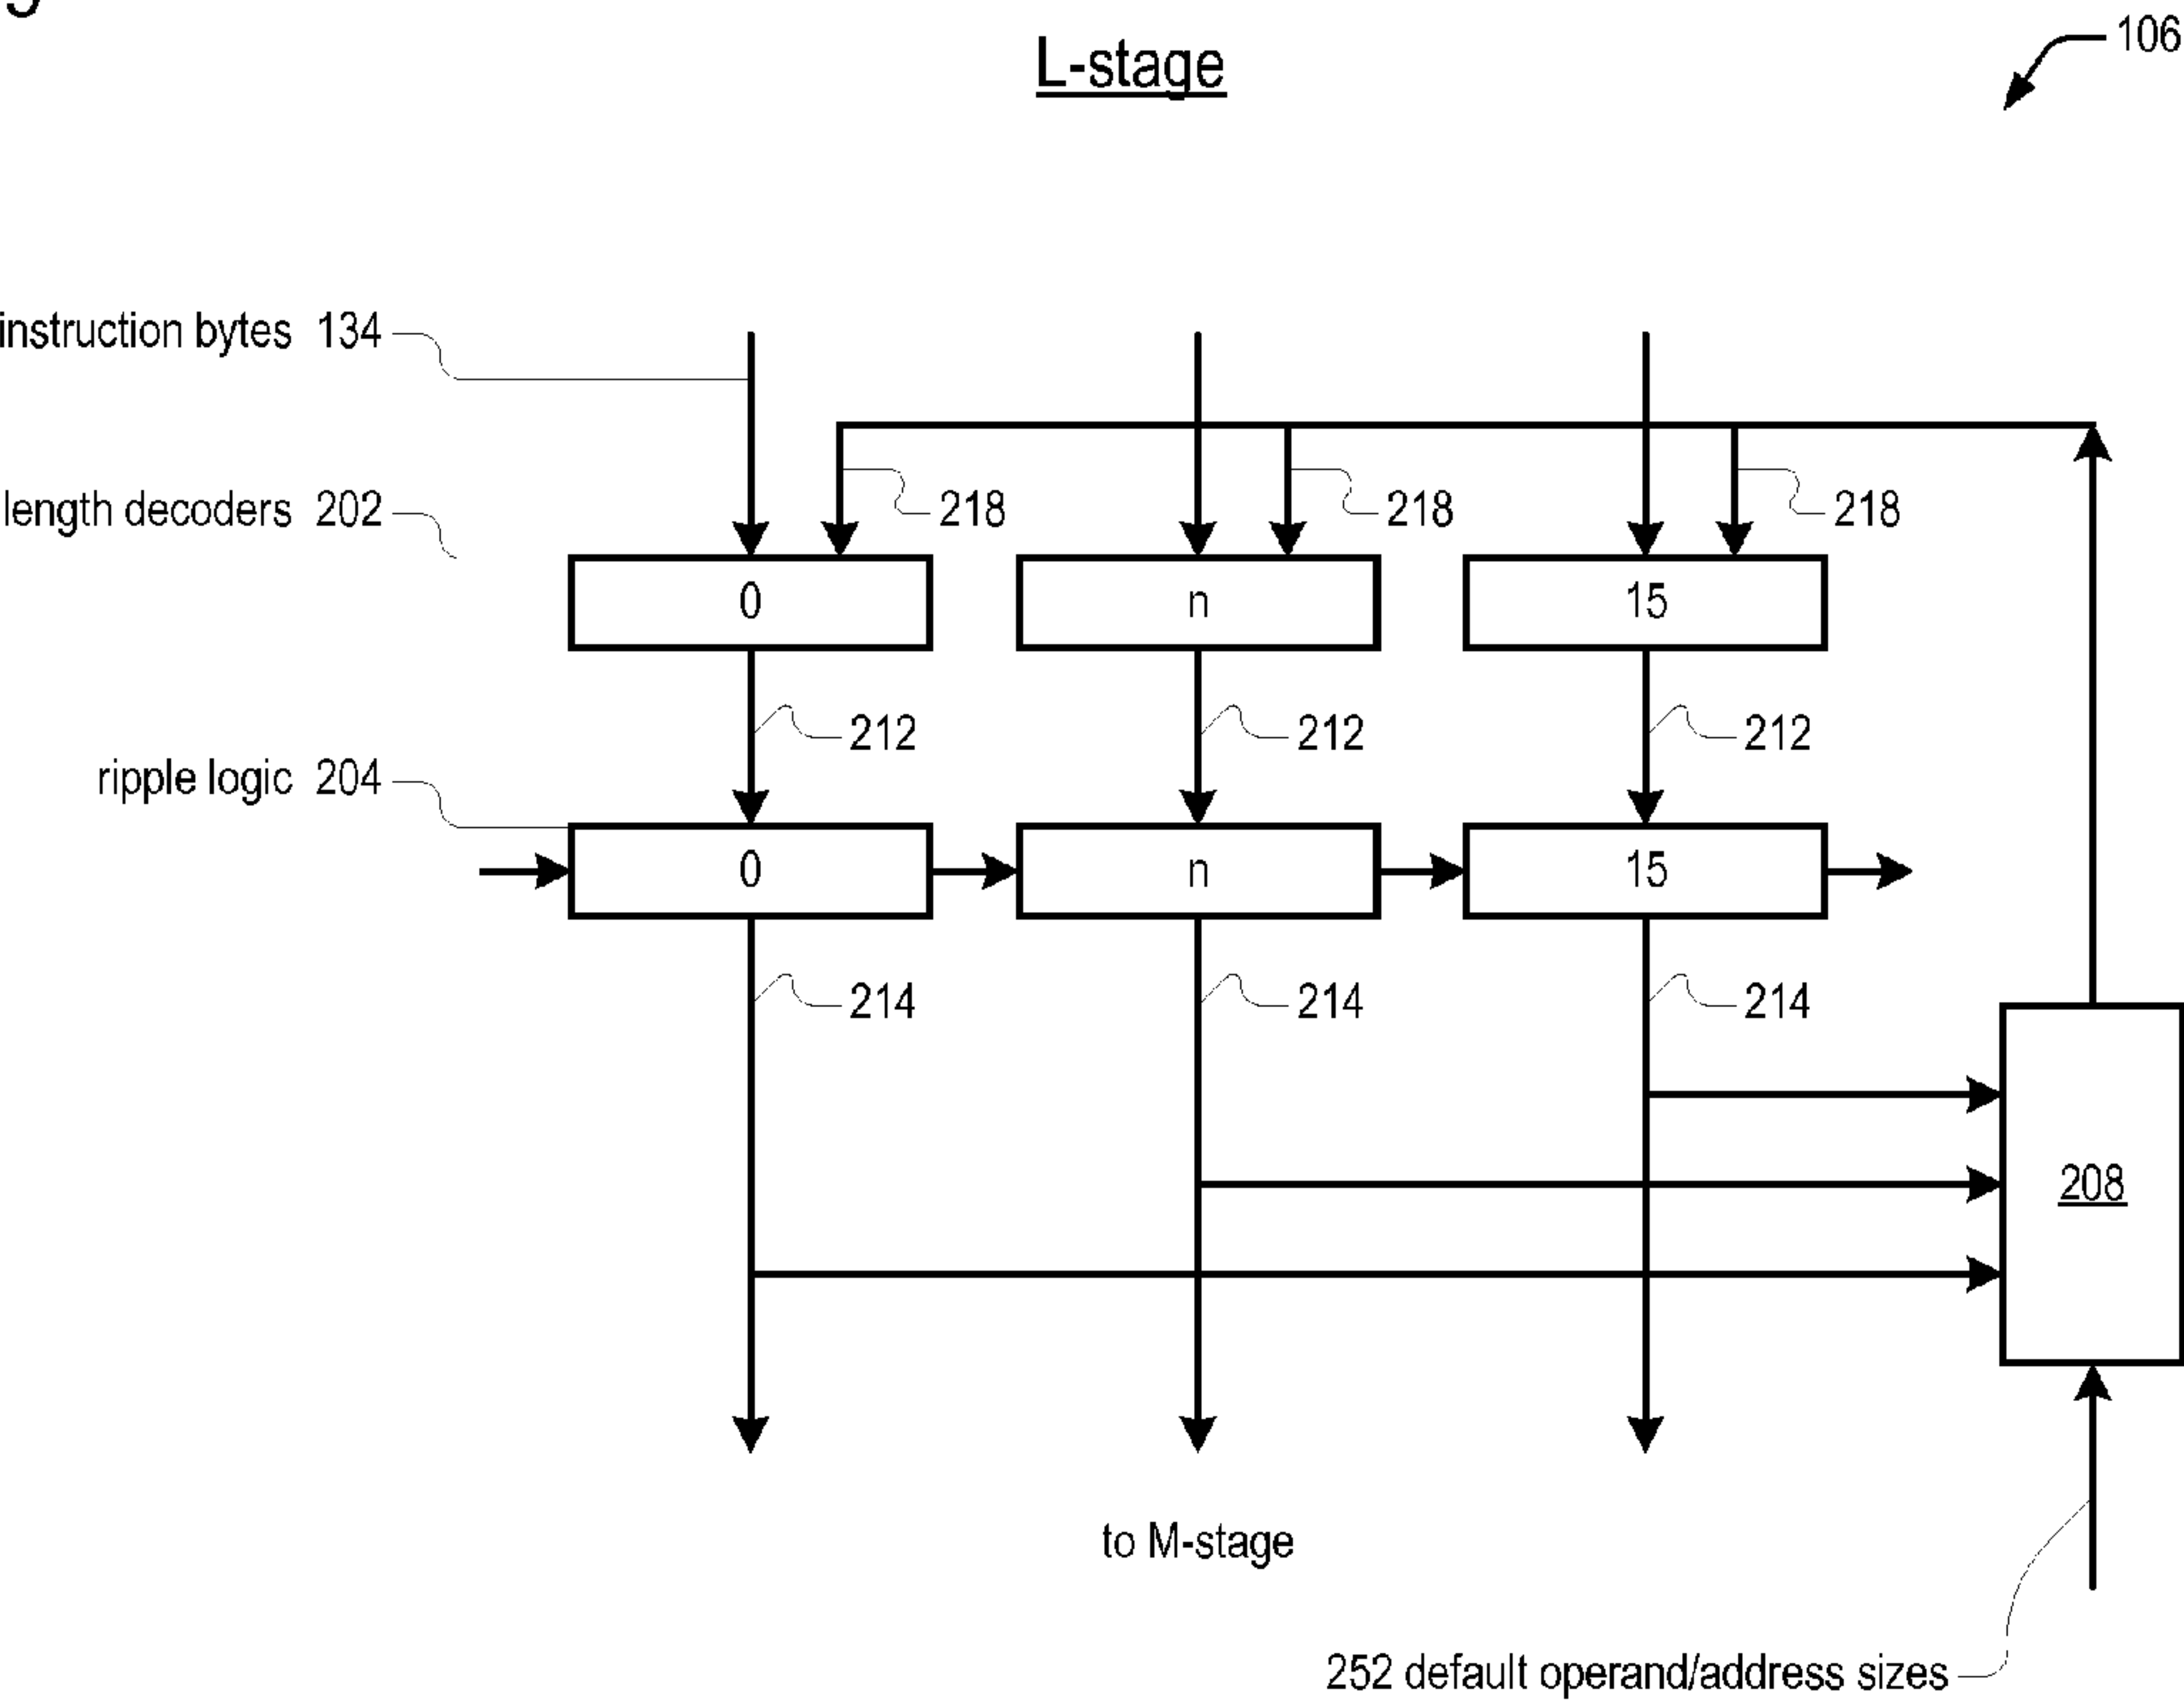 L-stage
106
instruction bytes 134
length decoders 202
218 218 218
0 n 15
212 212 212
ripple logic 204
0 n 15
214 214 214
208
to M-stage
252 default operand/address sizes